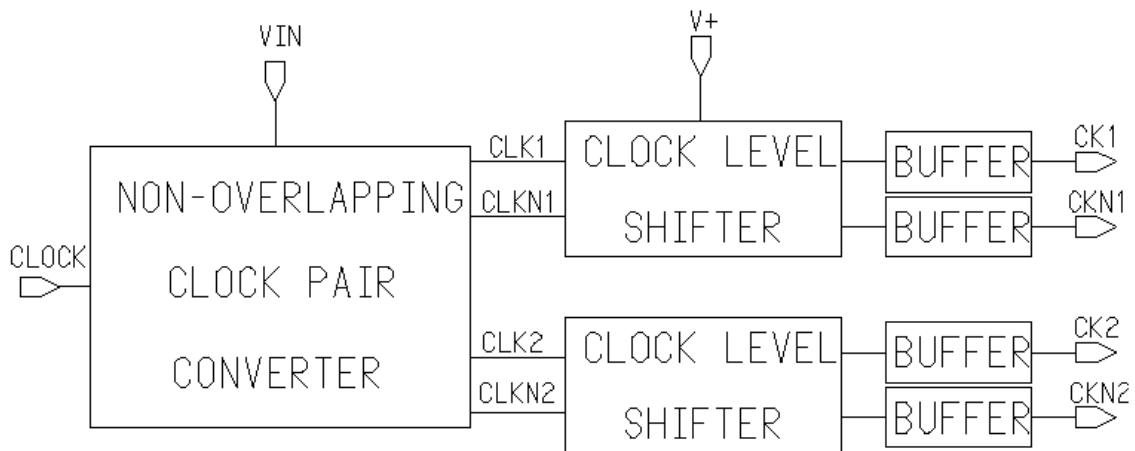 VIN
V+
CLK1
CLOCK LEVEL
SHIFTER
BUFFER
CK1
CLKN1
BUFFER
CKN1
CLOCK
NON-OVERLAPPING
CLOCK PAIR
CONVERTER
CLK2
CLOCK LEVEL
SHIFTER
BUFFER
CK2
CLKN2
BUFFER
CKN2